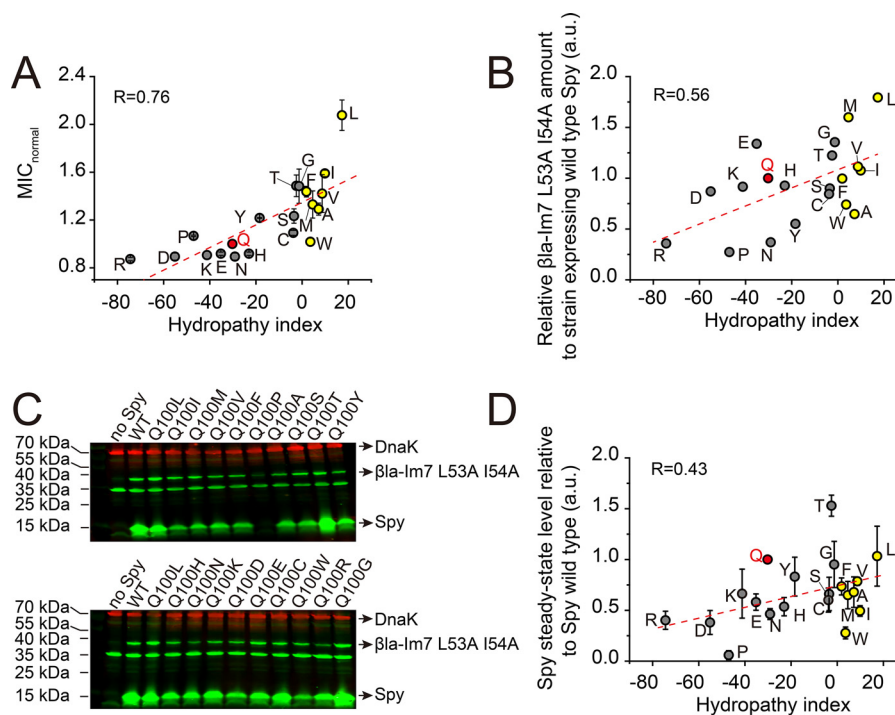 A
R=0.76
MICnormal
2.4
2.0
1.6
1.2
0.8
L
I
G
T
F
V
Y
M
A
S
P
C
W
Q
R
D
K
E
N
H
-80 -60 -40 -20 0 20
Hydropathy index
B
R=0.56
Relative βla-Im7 L53A I54A amount
to strain expressing wild type Spy (a.u.)
2.0
1.5
1.0
0.5
0.0
L
M
G
E
T
V
I
Q
K
H
S
F
D
C
W
A
Y
R
N
P
-80 -60 -40 -20 0 20
Hydropathy index
C
no Spy
WT
Q100L
Q100I
Q100M
Q100V
Q100F
Q100P
Q100A
Q100S
Q100T
Q100Y
70 kDa
55 kDa
40 kDa
35 kDa
25 kDa
15 kDa
DnaK
βla-Im7 L53A I54A
Spy
no Spy
WT
Q100L
Q100H
Q100N
Q100K
Q100D
Q100E
Q100C
Q100W
Q100R
Q100G
70 kDa
55 kDa
40 kDa
35 kDa
25 kDa
15 kDa
DnaK
βla-Im7 L53A I54A
Spy
D
R=0.43
Spy steady-state level relative
to Spy wild type (a.u.)
2.0
1.5
1.0
0.5
0.0
T
L
Q
G
Y
F
V
S
K
A
R
D
E
N
H
C
M
I
W
P
-80 -60 -40 -20 0 20
Hydropathy index